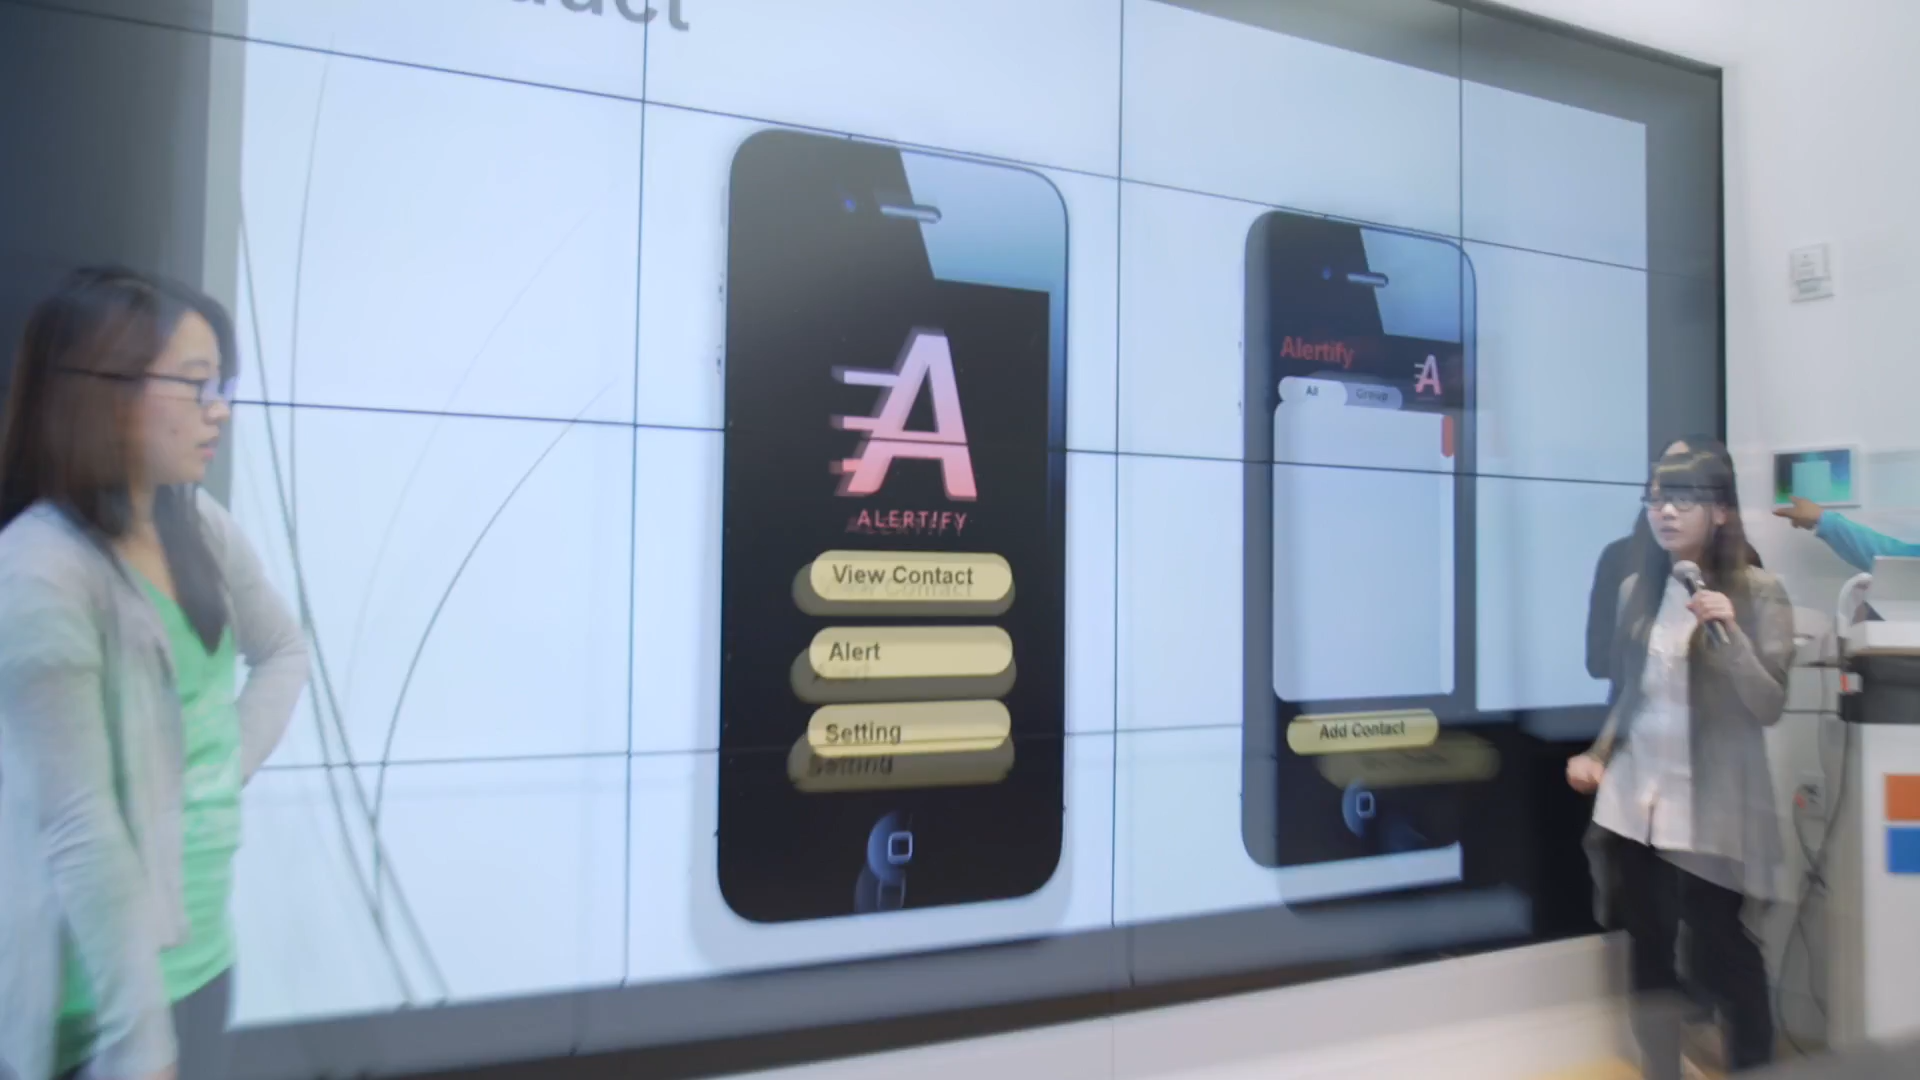 ALERTIFY
View Contact
Alert
Setting
Alertify
All
Group
Add Contact